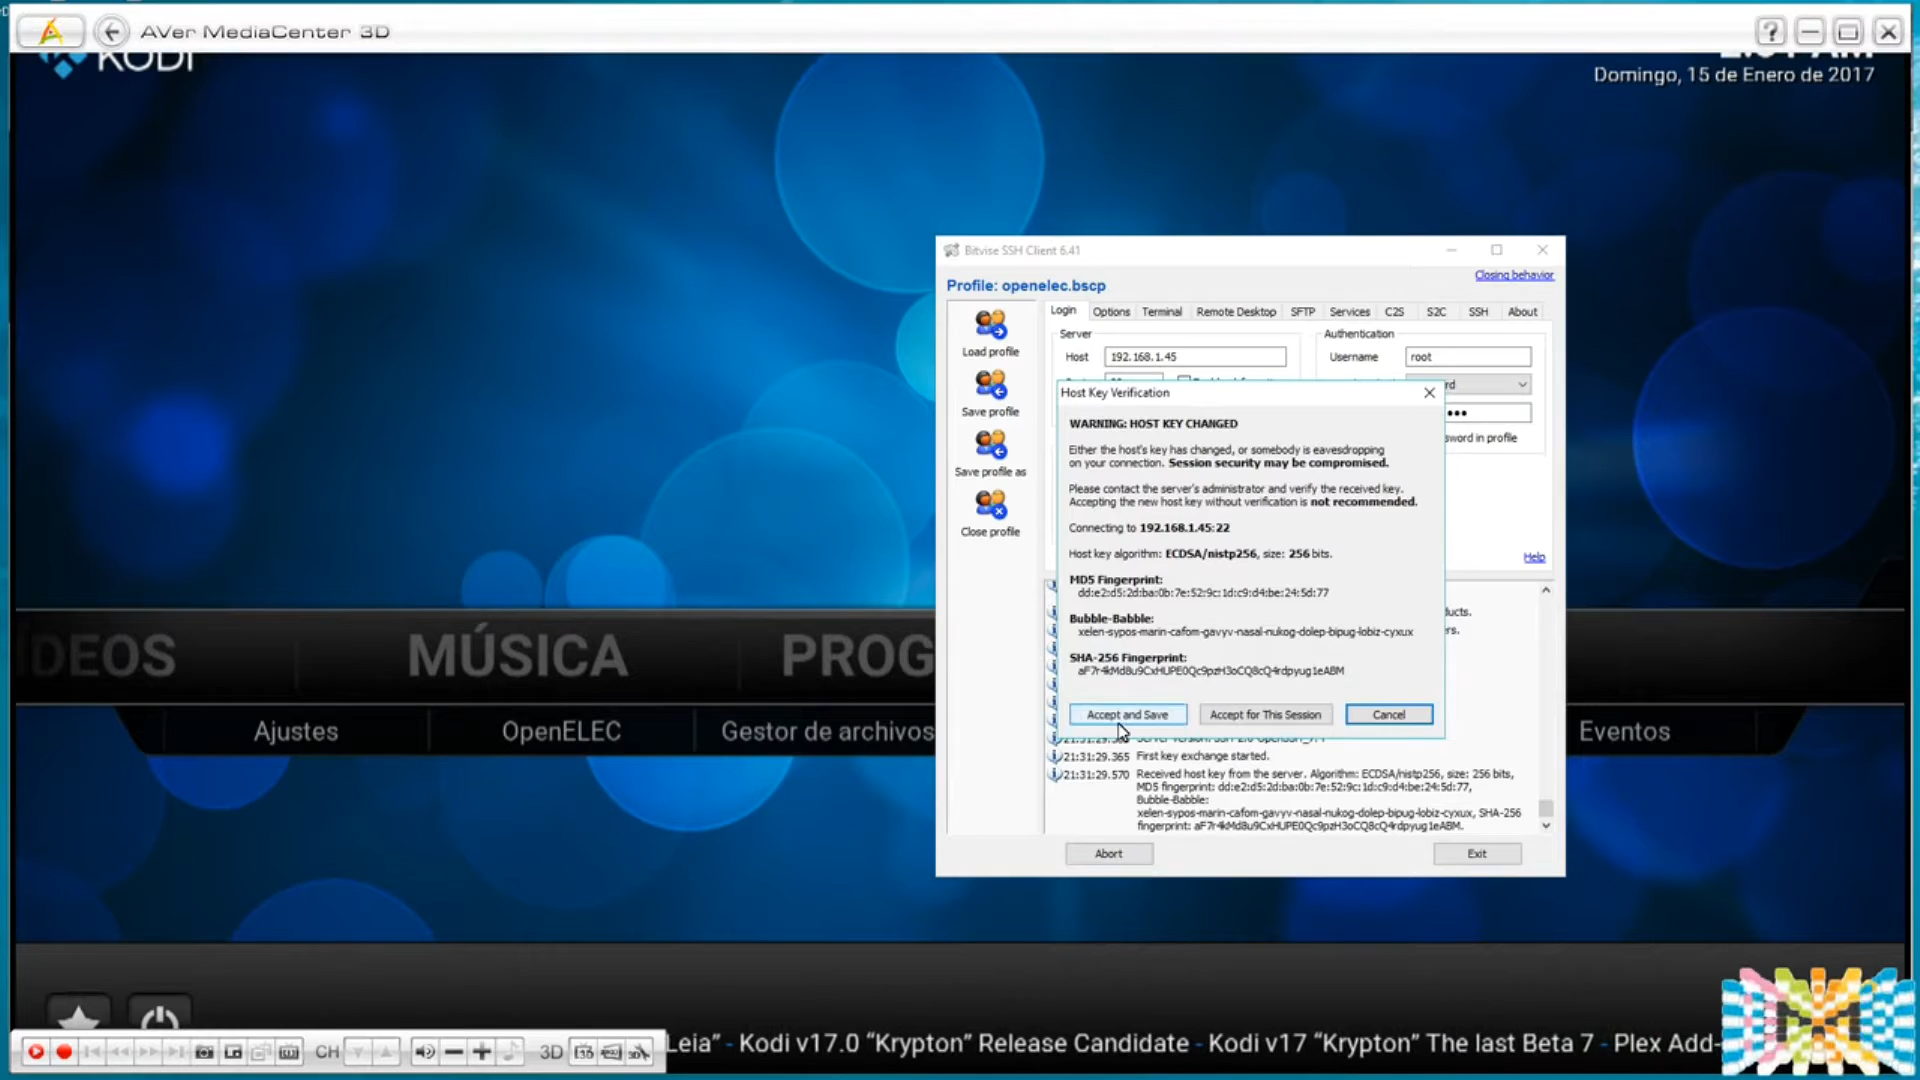 AVer MediaCenter 3D
KODI
Domingo, 15 de Enero de 2017
Bitvise SSH Client 6.41
Closing behavior
Profile: openelec.bscp
Load profile
Save profile
Save profile as
Close profile
Login Options Terminal Remote Desktop SFTP Services C2S S2C SSH About
Server
Host 192.168.1.45
Authentication
Username root
Host Key Verification
WARNING: HOST KEY CHANGED
Either the host's key has changed, or somebody is eavesdropping
on your connection. Session security may be compromised.
Please contact the server's administrator and verify the received key.
Accepting the new host key without verification is not recommended.
Connecting to 192.168.1.45:22
Host key algorithm: ECDSA/nistp256, size: 256 bits.
MD5 Fingerprint:
dd:e2:d5:2d:ba:0b:7e:52:9c:1d:c9:d4:be:24:5d:77
Bubble-Babble:
xelen-sypos-marin-cafom-gavyv-nasal-nukog-dolep-bipug-lobiz-cyxux
SHA-256 Fingerprint:
aF7r4kMd8u9CxHUPE0Qc9pzH3oCQ8cQ4rdpyug1eABM
Accept and Save Accept for This Session Cancel
Help
21:31:29.365 First key exchange started.
21:31:29.570 Received host key from the server. Algorithm: ECDSA/nistp256, size: 256 bits,
MD5 fingerprint: dd:e2:d5:2d:ba:0b:7e:52:9c:1d:c9:d4:be:24:5d:77,
Bubble-Babble:
xelen-sypos-marin-cafom-gavyv-nasal-nukog-dolep-bipug-lobiz-cyxux, SHA-256
fingerprint: aF7r4kMd8u9CxHUPE0Qc9pzH3oCQ8cQ4rdpyug1eABM.
Abort Exit
DEOS MÚSICA PROG
Ajustes OpenELEC Gestor de archivos Eventos
CH 3D
Leia" - Kodi v17.0 "Krypton" Release Candidate - Kodi v17 "Krypton" The last Beta 7 - Plex Add-